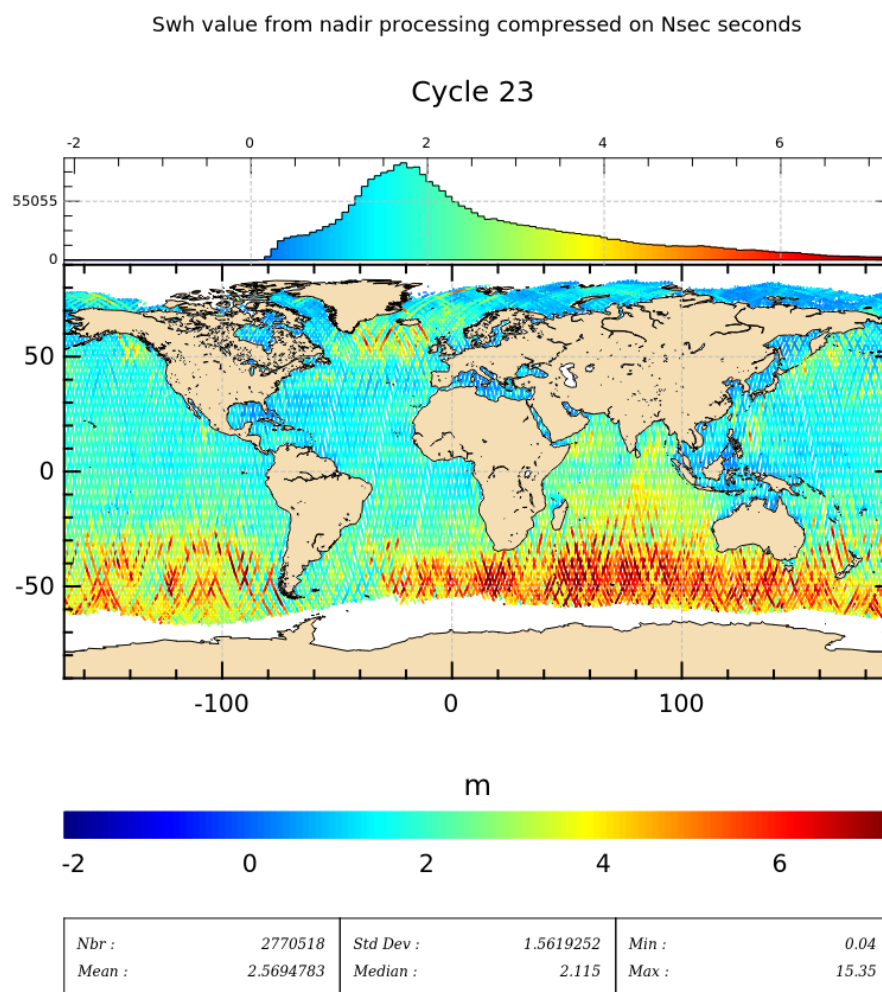 Swh value from nadir processing compressed on Nsec seconds
Cycle 23
-2 0 2 4 6
55055
0
50
0
-50
-100 0 100
m
-2 0 2 4 6
Nbr : 2770518 Std Dev : 1.5619252 Min : 0.04
Mean : 2.5694783 Median : 2.115 Max : 15.35